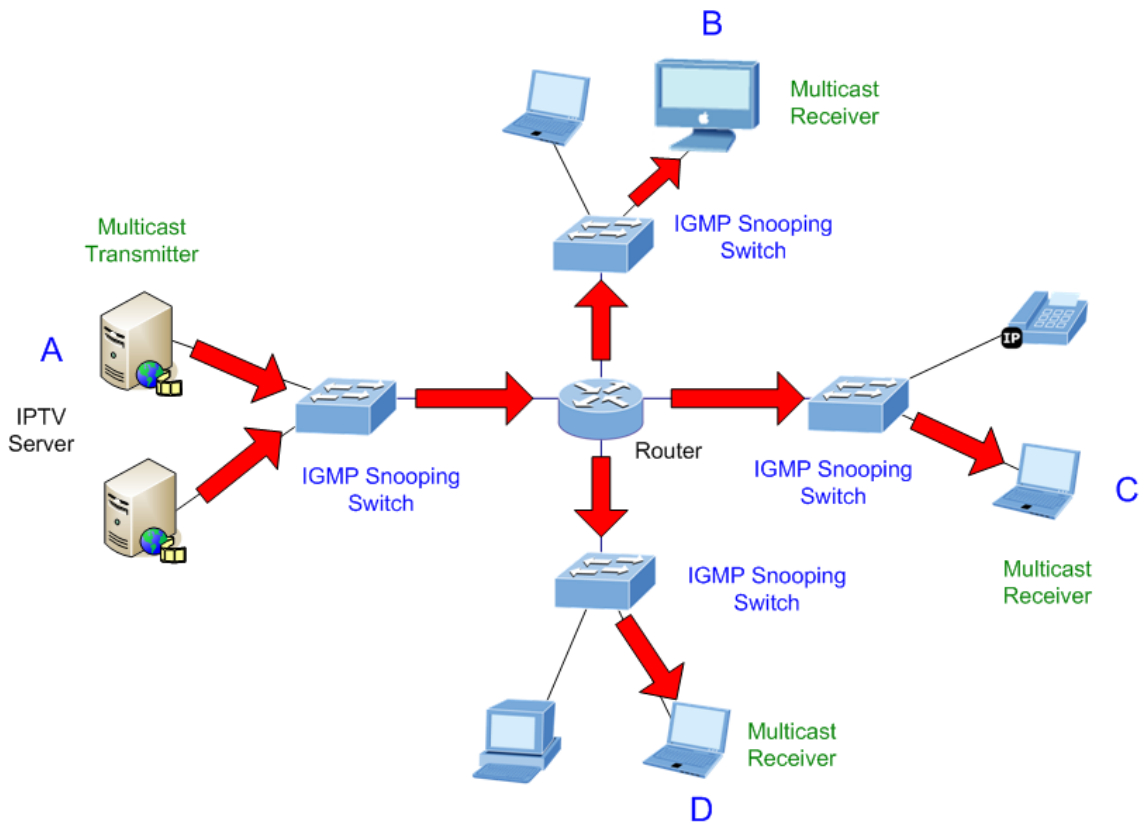 B
Multicast
Receiver
Multicast
Transmitter
IGMP Snooping
Switch
IP
A
IPTV
Server
Router
IGMP Snooping
Switch
IGMP Snooping
Switch
C
IGMP Snooping
Switch
Multicast
Receiver
Multicast
Receiver
D